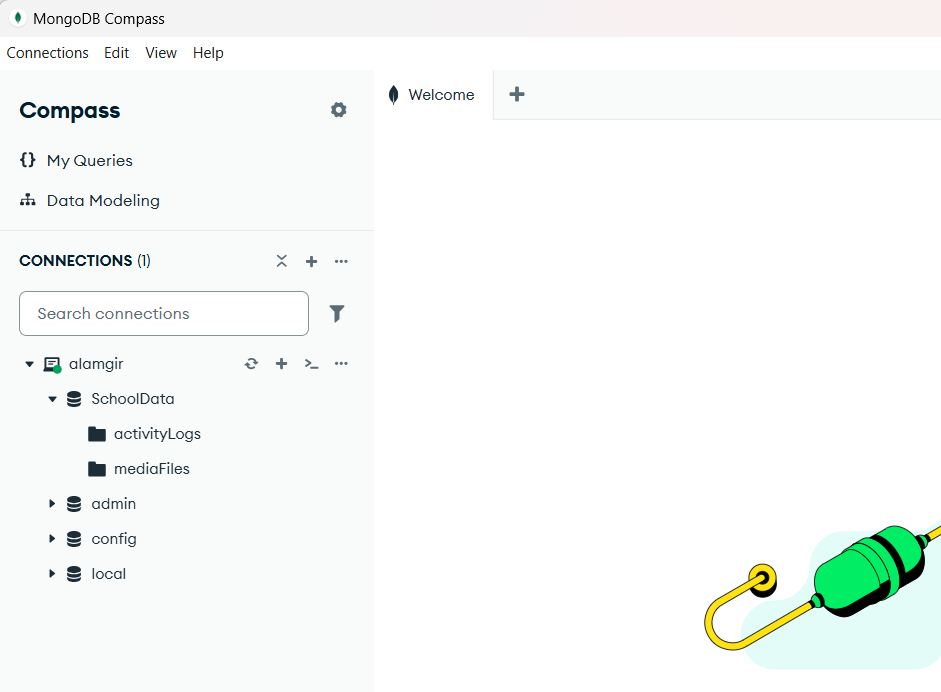 MongoDB Compass
Connections Edit View Help
Compass
Welcome
My Queries
Data Modeling
CONNECTIONS (1)
Search connections
alamgir
SchoolData
activityLogs
mediaFiles
admin
config
local